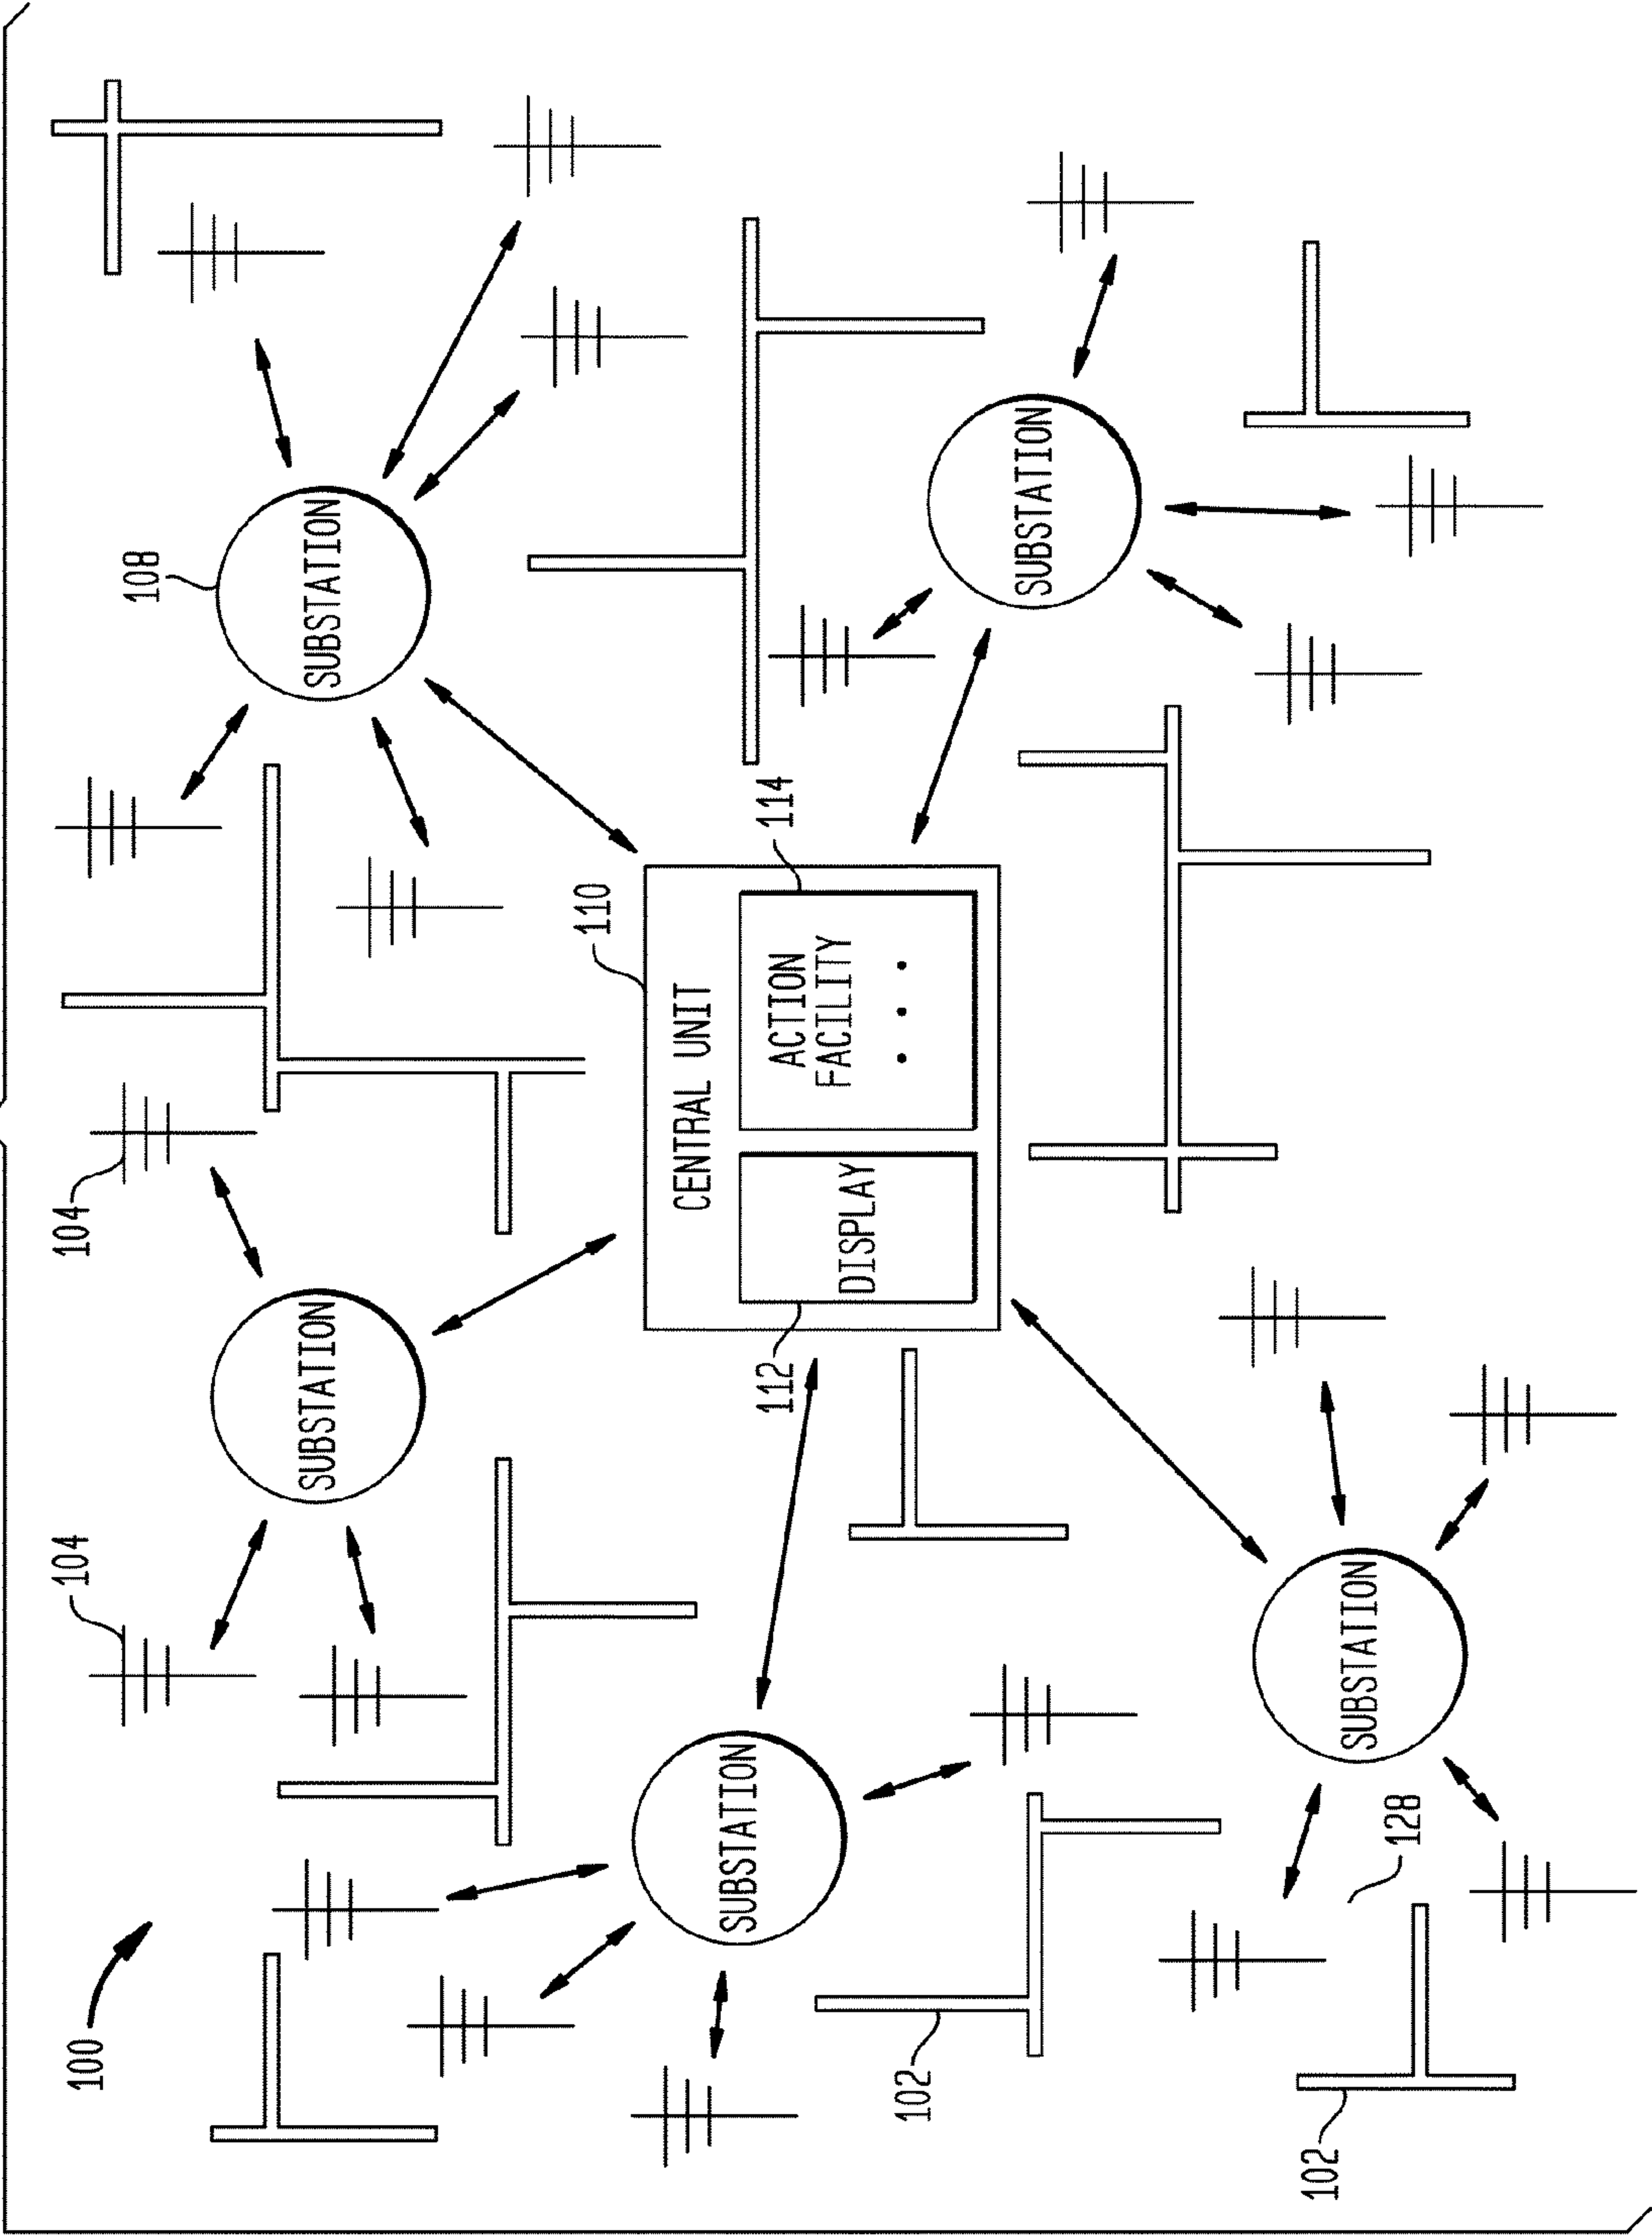 100
104
104
108
SUBSTATION
SUBSTATION
110
CENTRAL UNIT
SUBSTATION
112
DISPLAY
114
ACTION
FACILITY
...
102
SUBSTATION
102
SUBSTATION
128